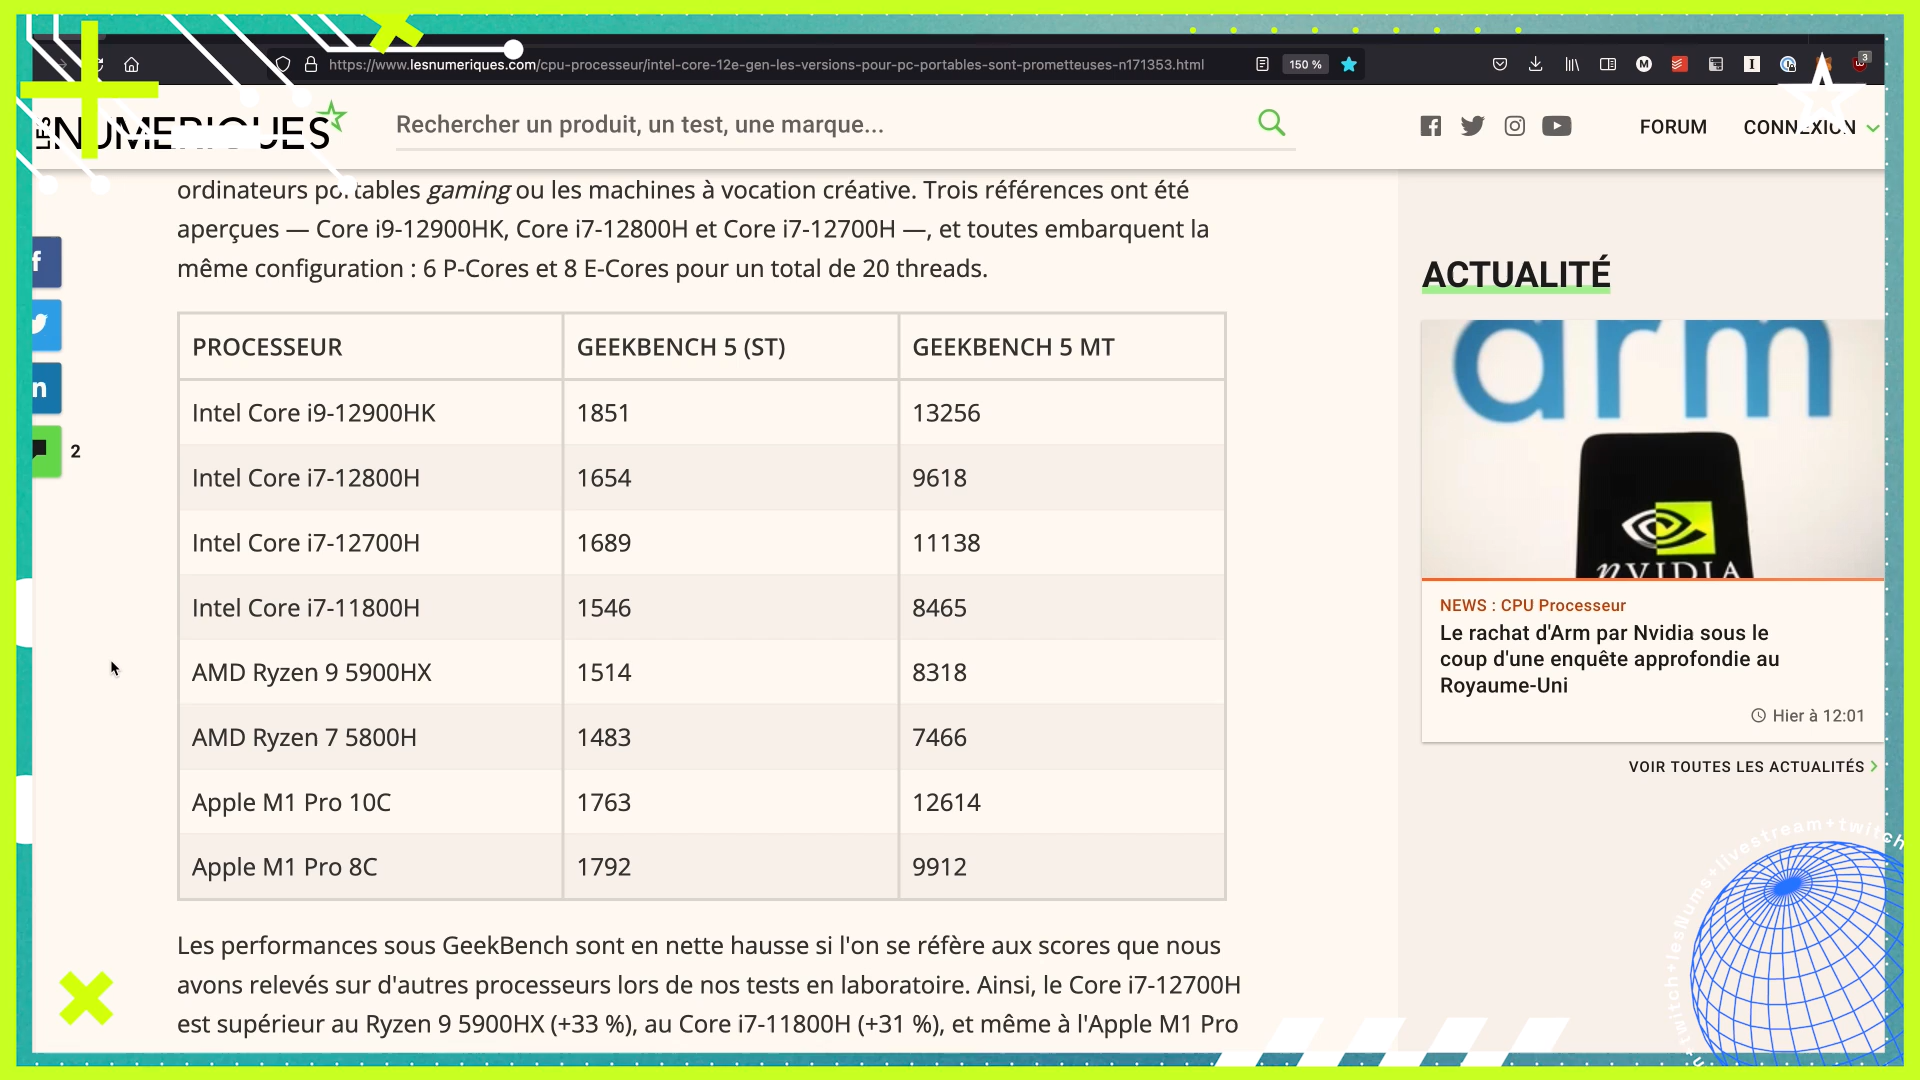 https://www.lesnumeriques.com/cpu-processeur/intel-core-12e-gen-les-versions-pour-pc-portables-sont-prometteuses-n171353.html
150 %
3
LES NUMERIQUES
Rechercher un produit, un test, une marque...
FORUM
CONNEXION
ordinateurs portables gaming ou les machines à vocation créative. Trois références ont été
aperçues — Core i9-12900HK, Core i7-12800H et Core i7-12700H —, et toutes embarquent la
même configuration : 6 P-Cores et 8 E-Cores pour un total de 20 threads.
2
PROCESSEUR GEEKBENCH 5 (ST) GEEKBENCH 5 MT
Intel Core i9-12900HK 1851 13256
Intel Core i7-12800H 1654 9618
Intel Core i7-12700H 1689 11138
Intel Core i7-11800H 1546 8465
AMD Ryzen 9 5900HX 1514 8318
AMD Ryzen 7 5800H 1483 7466
Apple M1 Pro 10C 1763 12614
Apple M1 Pro 8C 1792 9912
Les performances sous GeekBench sont en nette hausse si l'on se réfère aux scores que nous
avons relevés sur d'autres processeurs lors de nos tests en laboratoire. Ainsi, le Core i7-12700H
est supérieur au Ryzen 9 5900HX (+33 %), au Core i7-11800H (+31 %), et même à l'Apple M1 Pro
ACTUALITÉ
arm
nVIDIA
NEWS : CPU Processeur
Le rachat d'Arm par Nvidia sous le
coup d'une enquête approfondie au
Royaume-Uni
Hier à 12:01
VOIR TOUTES LES ACTUALITÉS
twitch+lesNums+livestream+twitch